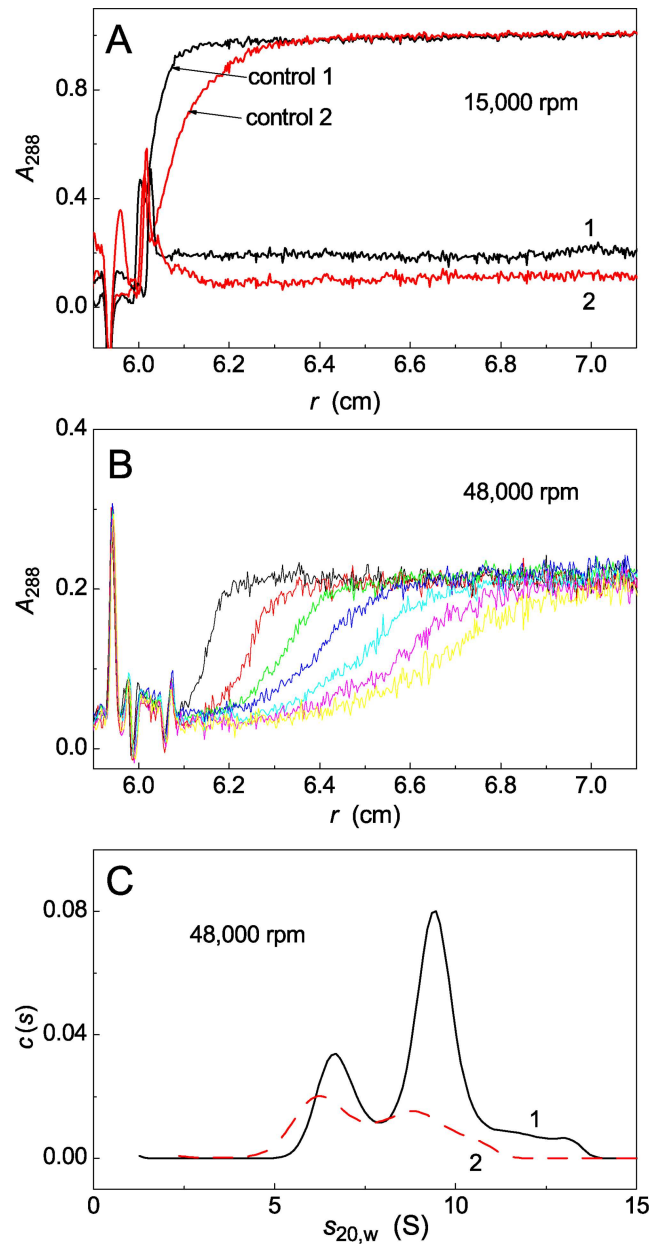 A
control 1
control 2
15,000 rpm
1
2
0.8
0.4
0.0
A288
6.0 6.2 6.4 6.6 6.8 7.0
r (cm)
B
48,000 rpm
0.4
0.2
0.0
A288
6.0 6.2 6.4 6.6 6.8 7.0
r (cm)
C
48,000 rpm
0.08
0.04
0.00
c(s)
1
2
0 5 10 15
s20,w (S)